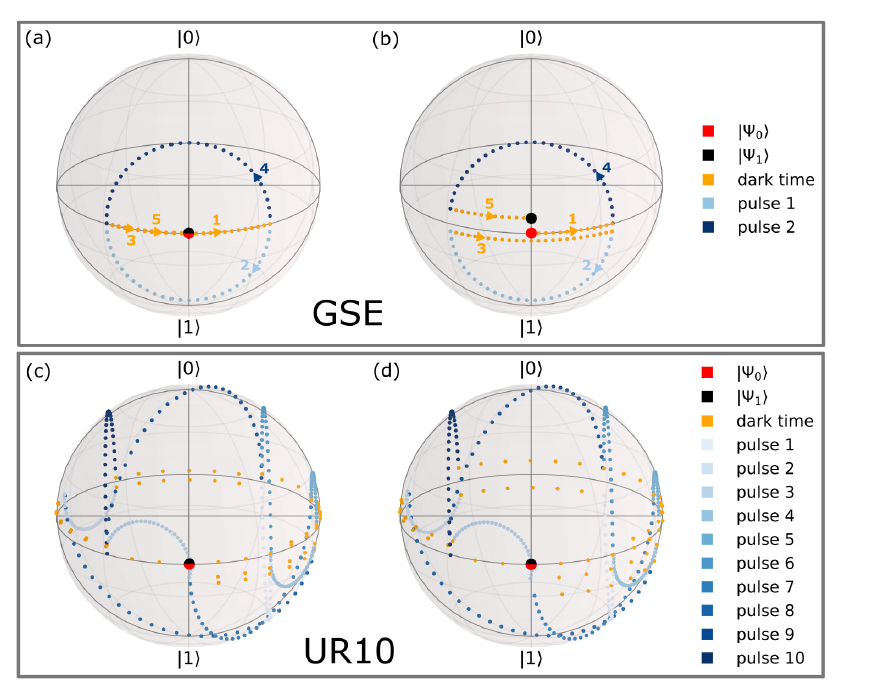 (a)
|0⟩
1
2
3
4
5
|1⟩
(b)
|0⟩
1
2
3
4
5
|1⟩
|Ψ₀⟩
|Ψ₁⟩
dark time
pulse 1
pulse 2
GSE
(c)
|0⟩
|1⟩
(d)
|0⟩
|1⟩
|Ψ₀⟩
|Ψ₁⟩
dark time
pulse 1
pulse 2
pulse 3
pulse 4
pulse 5
pulse 6
pulse 7
pulse 8
pulse 9
pulse 10
UR10